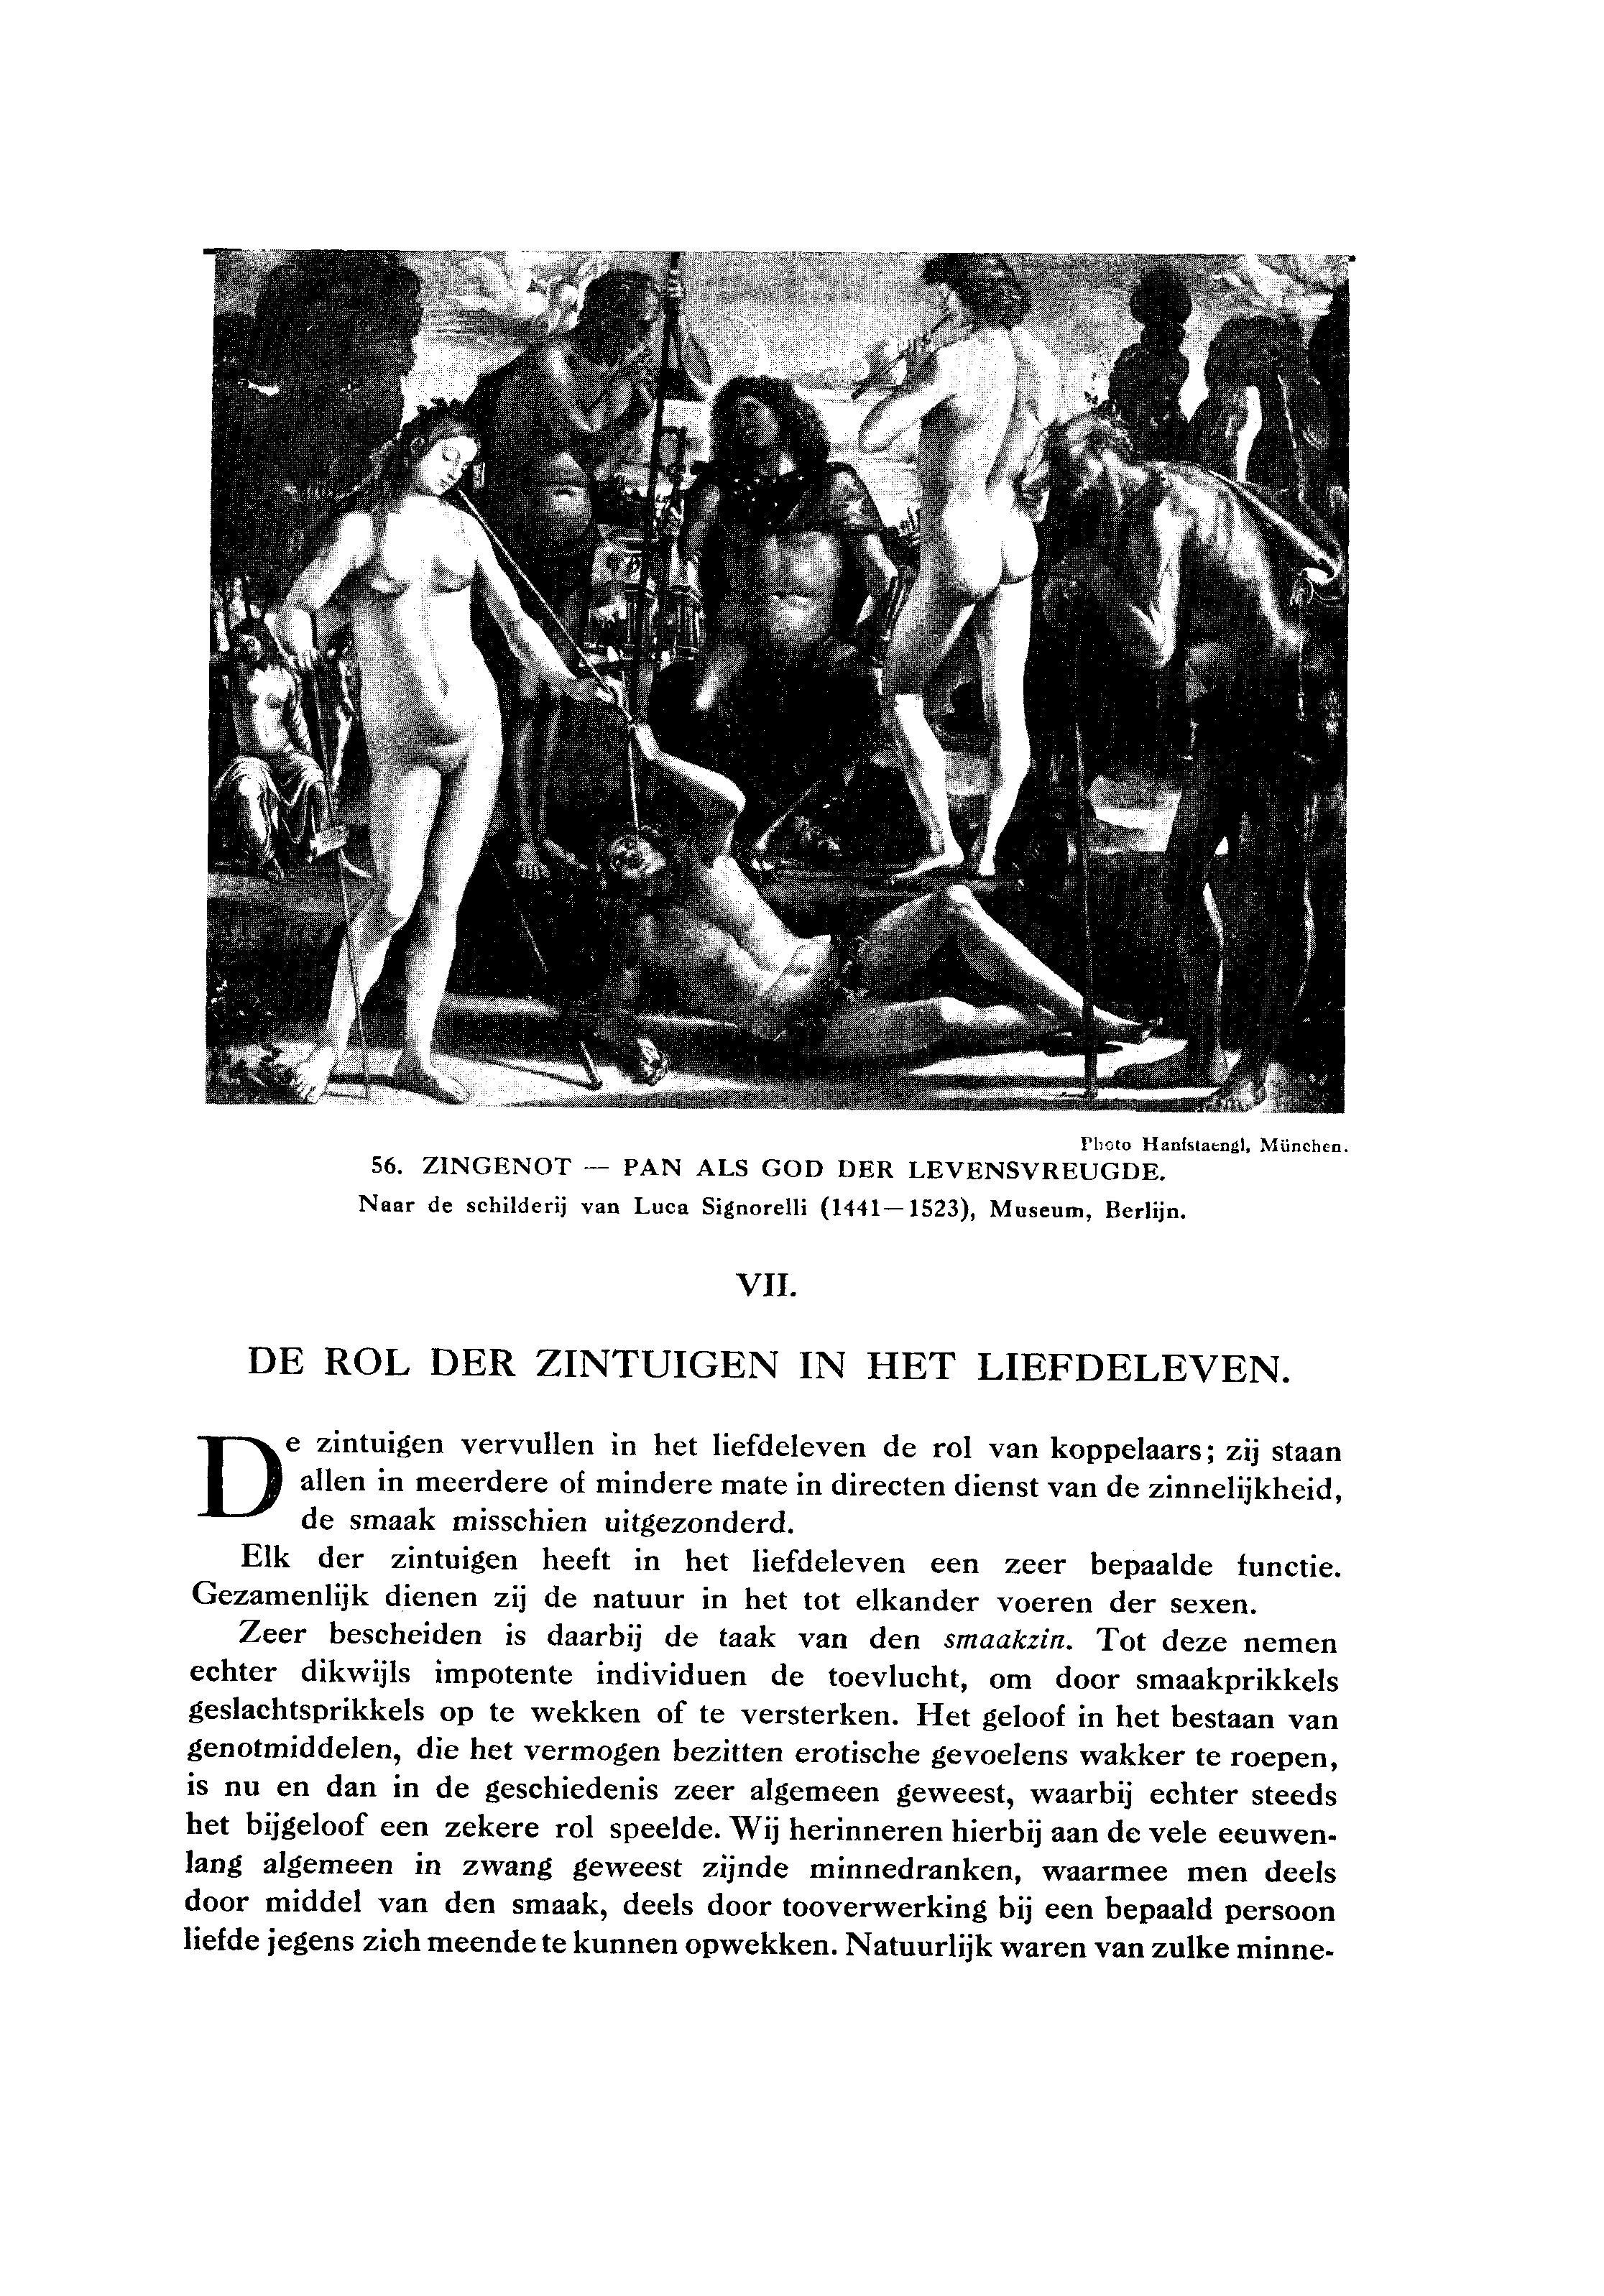 Photo Hanfstaengl, München.
56. ZINGENOT — PAN ALS GOD DER LEVENSVREUGDE.
Naar de schilderij van Luca Signorelli (1441—1523), Museum, Berlijn.
VII.
DE ROL DER ZINTUIGEN IN HET LIEFDELEVEN.
De zintuigen vervullen in het liefdeleven de rol van koppelaars; zij staan
allen in meerdere of mindere mate in directen dienst van de zinnelijkheid,
de smaak misschien uitgezonderd.
Elk der zintuigen heeft in het liefdeleven een zeer bepaalde functie.
Gezamenlijk dienen zij de natuur in het tot elkander voeren der sexen.
Zeer bescheiden is daarbij de taak van den smaakzin. Tot deze nemen
echter dikwijls impotente individuen de toevlucht, om door smaakprikkels
geslachtsprikkels op te wekken of te versterken. Het geloof in het bestaan van
genotmiddelen, die het vermogen bezitten erotische gevoelens wakker te roepen,
is nu en dan in de geschiedenis zeer algemeen geweest, waarbij echter steeds
het bijgeloof een zekere rol speelde. Wij herinneren hierbij aan de vele eeuwen-
lang algemeen in zwang geweest zijnde minnedranken, waarmee men deels
door middel van den smaak, deels door tooverwerking bij een bepaald persoon
liefde jegens zich meende te kunnen opwekken. Natuurlijk waren van zulke minne-